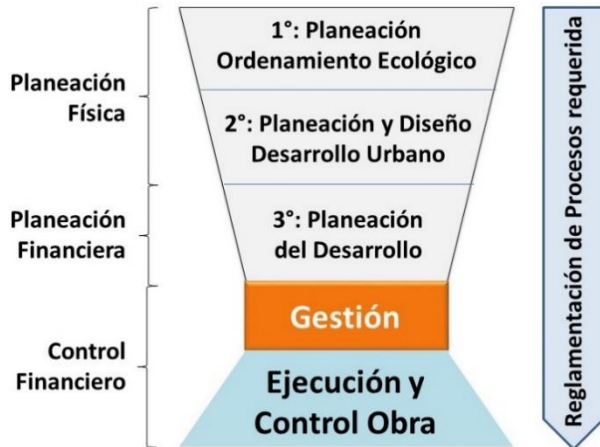 Planeación
Física
Planeación
Financiera
Control
Financiero
1°: Planeación
Ordenamiento Ecológico
2°: Planeación y Diseño
Desarrollo Urbano
3°: Planeación
del Desarrollo
Gestión
Ejecución y
Control Obra
Reglamentación de Procesos requerida